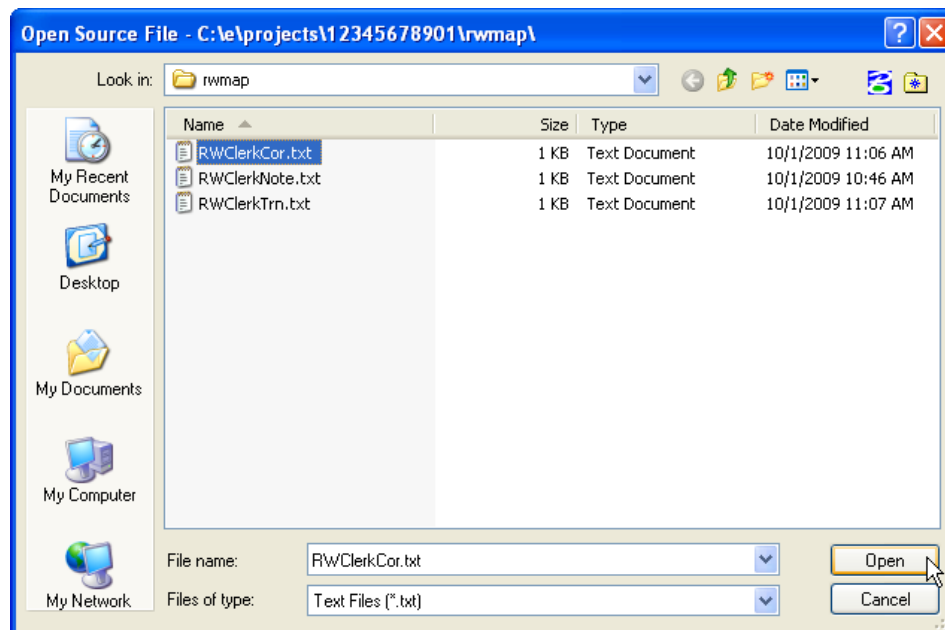 Open Source File - C:\e\projects\12345678901\rwmap\
Look in: rwmap
Name Size Type Date Modified
RWClerkCor.txt 1 KB Text Document 10/1/2009 11:06 AM
RWClerkNote.txt 1 KB Text Document 10/1/2009 10:46 AM
RWClerkTrn.txt 1 KB Text Document 10/1/2009 11:07 AM
My Recent
Documents
Desktop
My Documents
My Computer
My Network
File name: RWClerkCor.txt Open
Files of type: Text Files (*.txt) Cancel